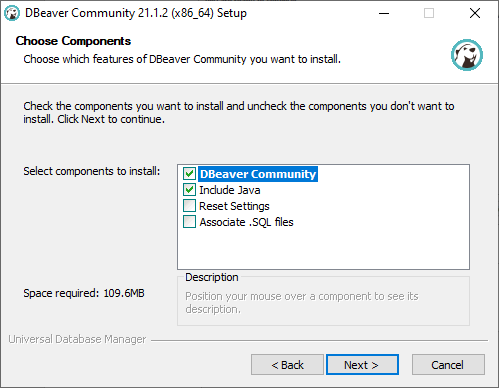 DBeaver Community 21.1.2 (x86_64) Setup
Choose Components
Choose which features of DBeaver Community you want to install.
Check the components you want to install and uncheck the components you don't want to
install. Click Next to continue.
Select components to install:
DBeaver Community
Include Java
Reset Settings
Associate .SQL files
Space required: 109.6MB
Description
Position your mouse over a component to see its
description.
Universal Database Manager
< Back
Next >
Cancel